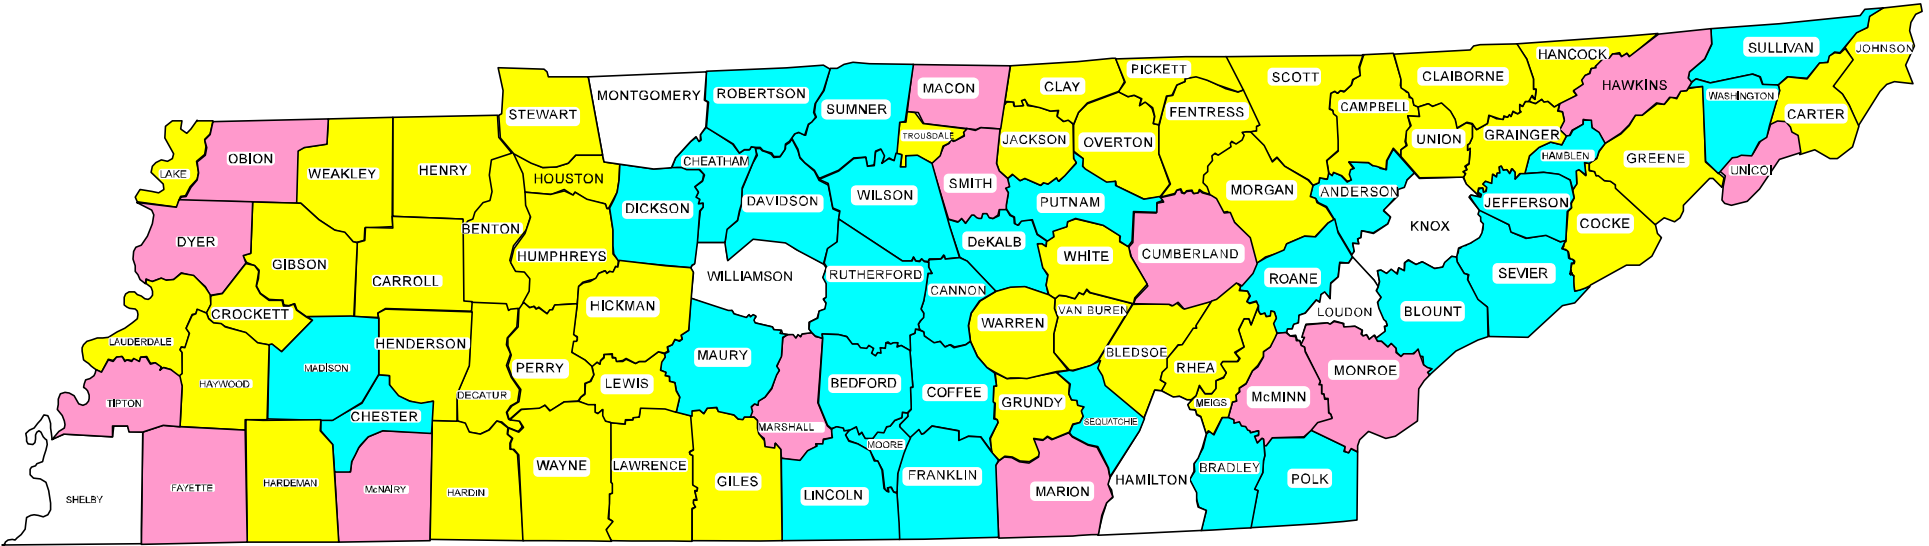 JOHNSON
SULLIVAN
HANCOCK
PICKETT
SCOTT
CLAIBORNE
HAWKINS
CLAY
MACON
ROBERTSON
MONTGOMERY
SUMNER
WASHINGTON
CAMPBELL
FENTRESS
STEWART
CARTER
TROUSDALE
GRAINGER
JACKSON
OVERTON
UNION
HAMBLEN
OBION
GREENE
CHEATHAM
UNICOI
HENRY
WEAKLEY
LAKE
HOUSTON
SMITH
MORGAN
ANDERSON
WILSON
DAVIDSON
PUTNAM
JEFFERSON
DICKSON
COCKE
KNOX
BENTON
DYER
DeKALB
CUMBERLAND
HUMPHREYS
WHITE
GIBSON
SEVIER
RUTHERFORD
WILLIAMSON
ROANE
CARROLL
CANNON
HICKMAN
VAN BUREN
BLOUNT
LOUDON
CROCKETT
WARREN
LAUDERDALE
HENDERSON
BLEDSOE
MAURY
PERRY
RHEA
MADISON
MONROE
HAYWOOD
LEWIS
BEDFORD
COFFEE
DECATUR
McMINN
TIPTON
GRUNDY
MEIGS
CHESTER
SEQUATCHIE
MARSHALL
MOORE
WAYNE
LAWRENCE
BRADLEY
FRANKLIN
POLK
HAMILTON
GILES
HARDEMAN
FAYETTE
McNAIRY
HARDIN
MARION
LINCOLN
SHELBY